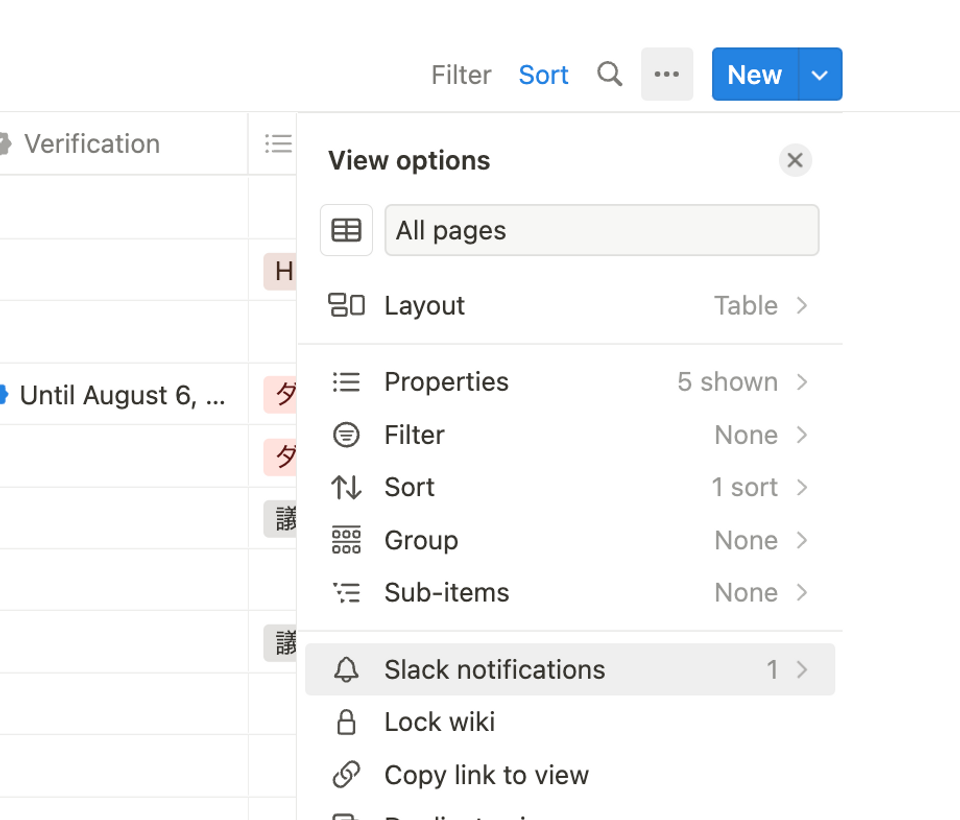 Filter Sort New
Verification
View options
All pages
H
Layout Table
Properties 5 shown
Until August 6, ...
ダ
Filter None
ダ
Sort 1 sort
議
Group None
Sub-items None
議
Slack notifications 1
Lock wiki
Copy link to view